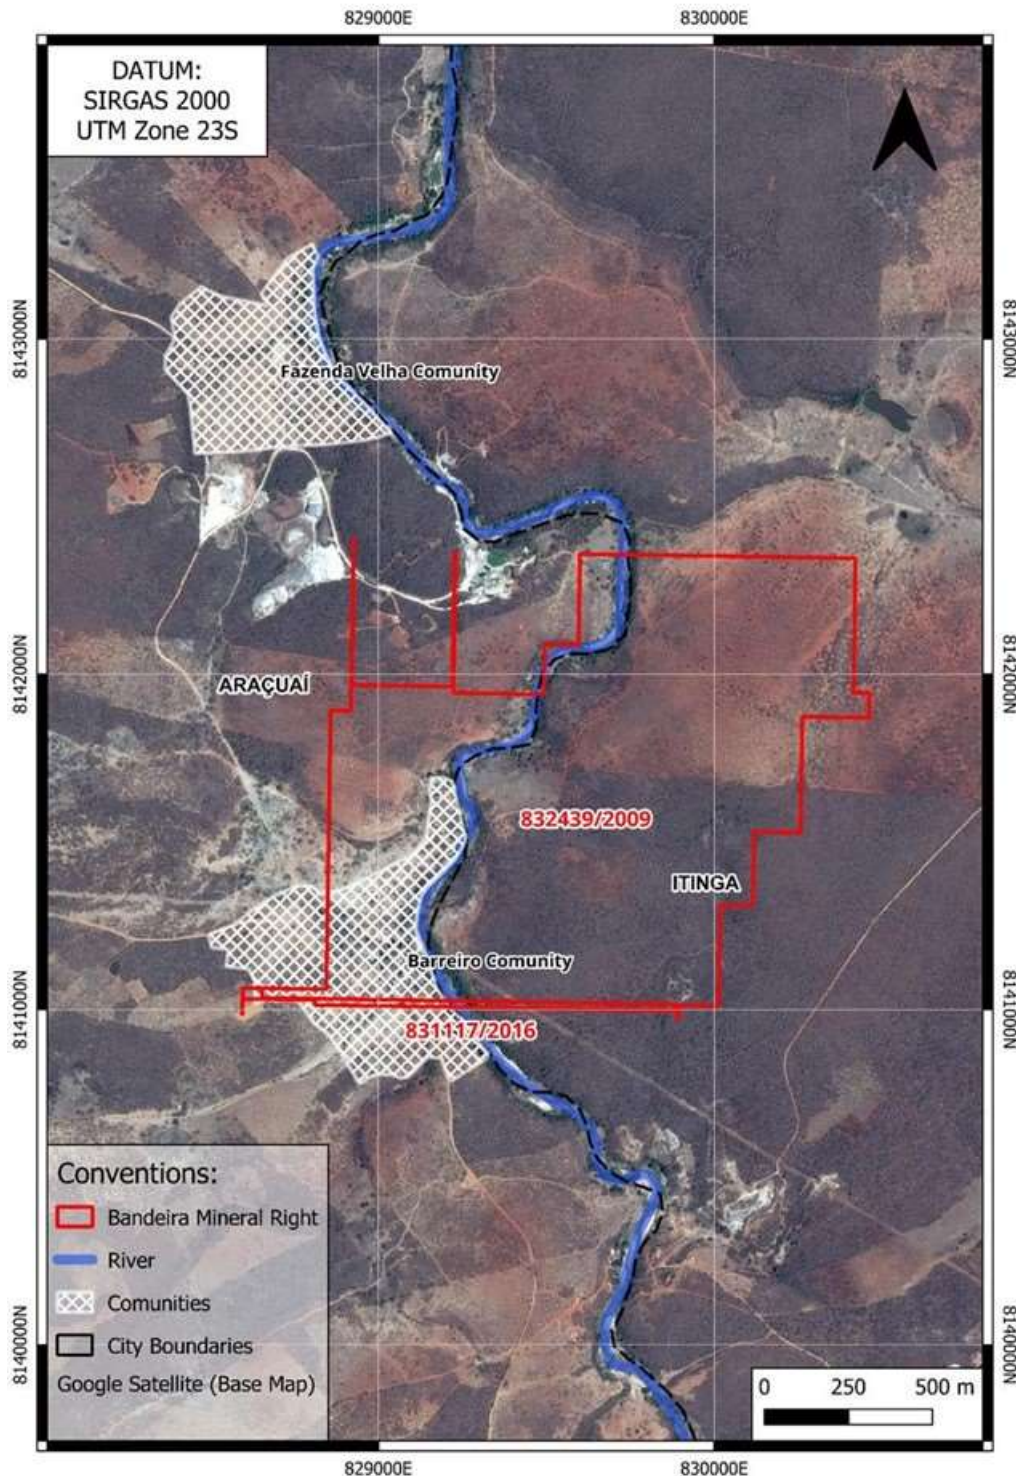 829000E
830000E
DATUM:
SIRGAS 2000
UTM Zone 23S
8143000N
8143000N
Fazenda Velha Comunity
8142000N
8142000N
ARAÇUAÍ
832439/2009
ITINGA
Barreiro Comunity
8141000N
8141000N
831117/2016
Conventions:
Bandeira Mineral Right
River
Comunities
City Boundaries
Google Satellite (Base Map)
8140000N
8140000N
0 250 500 m
829000E
830000E